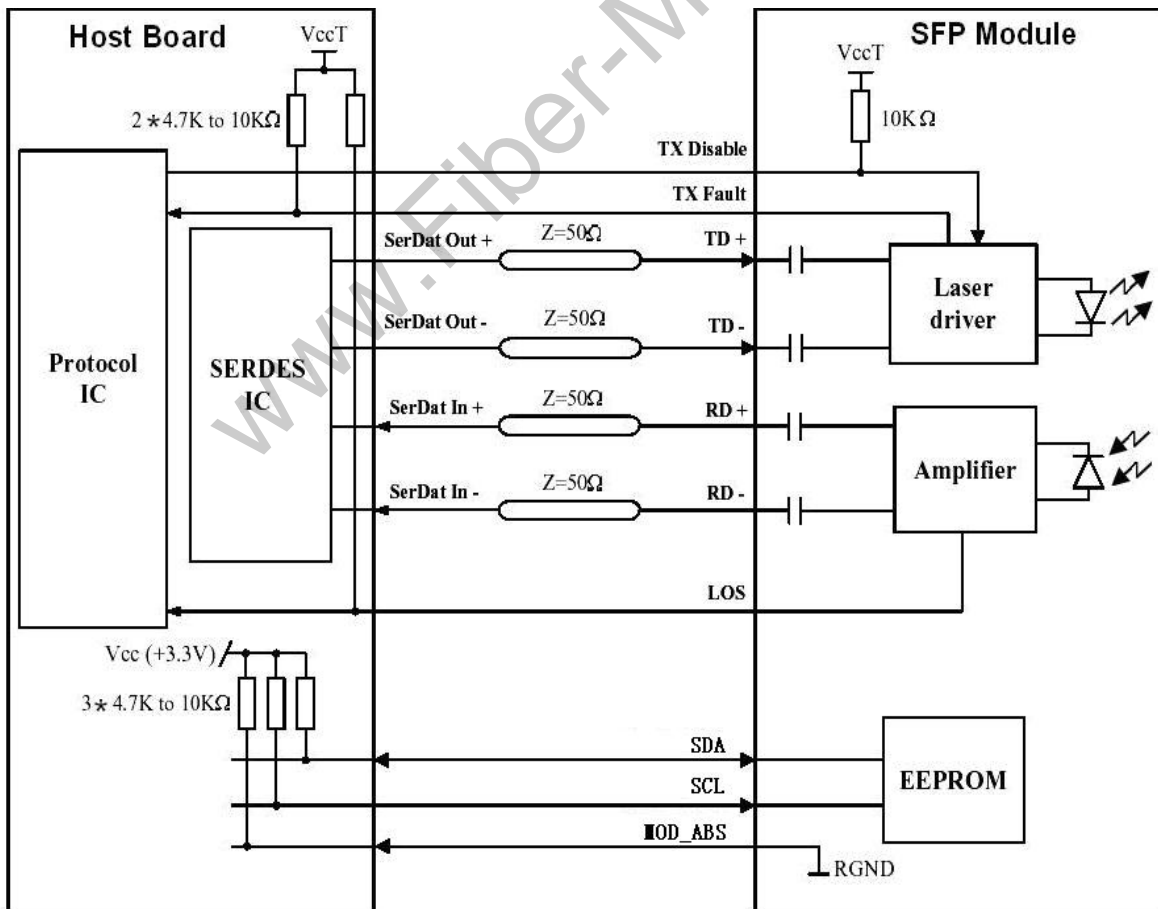 Host Board
SFP Module
VccT
VccT
2*4.7K to 10KΩ
10KΩ
TX Disable
TX Fault
SerDat Out +
Z=50Ω
TD +
SerDat Out -
Z=50Ω
TD -
Laser
driver
Protocol
IC
SERDES
IC
SerDat In +
Z=50Ω
RD +
SerDat In -
Z=50Ω
RD -
Amplifier
LOS
Vcc (+3.3V)
3* 4.7K to 10KΩ
SDA
SCL
MOD_ABS
EEPROM
RGND
www.Fiber-M